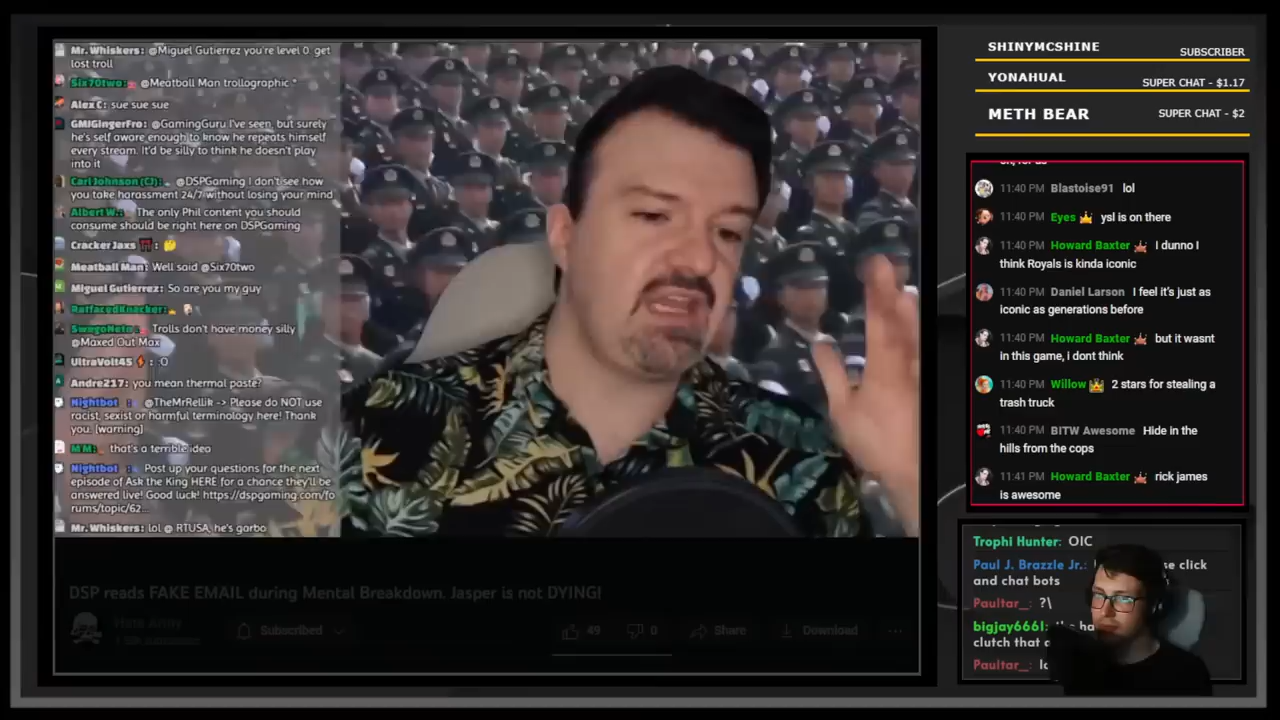 Mr. Whiskers: @Miguel Gutierrez you're level 0. get
lost troll
Six70two: @Meatball Man trollographic *
Alex C: sue sue sue
GMJGingerFro: @GamingGuru I've seen, but surely
he's self aware enough to know he repeats himself
every stream. It'd be silly to think he doesn't play
into it
Carl Johnson (CJ): @DSPGaming I don't see how
you take harassment 24/7 without losing your mind
Albert W.: The only Phil content you should
consume should be right here on DSPGaming
CrackerJaxs :
Meatball Man: Well said @Six70two
Miguel Gutierrez: So are you my guy
RatfacedKnacker:
SwagoNeto: Trolls don't have money silly
@Maxed Out Max
UltraVolt45 : :O
Andre217: you mean thermal paste?
Nightbot : @TheMrRellik -> Please do NOT use
racist, sexist or harmful terminology here! Thank
you. [warning]
M M: that's a terrible idea
Nightbot : Post up your questions for the next
episode of Ask the King HERE for a chance they'll be
answered live! Good luck! https://dspgaming.com/fo
rums/topic/62...
Mr. Whiskers: lol @ RTUSA, he's garbo
DSP reads FAKE EMAIL during Mental Breakdown. Jasper is not DYING!
Subscribed
49
0
Share
Download
SHINYMCSHINE
SUBSCRIBER
YONAHUAL
SUPER CHAT - $1.17
METH BEAR
SUPER CHAT - $2
11:40 PM Blastoise91 lol
11:40 PM Eyes ysl is on there
11:40 PM Howard Baxter I dunno I
think Royals is kinda iconic
11:40 PM Daniel Larson I feel it's just as
iconic as generations before
11:40 PM Howard Baxter but it wasnt
in this game, i dont think
11:40 PM Willow 2 stars for stealing a
trash truck
11:40 PM BITW Awesome Hide in the
hills from the cops
11:41 PM Howard Baxter rick james
is awesome
Trophi Hunter: OIC
Paul J. Brazzle Jr.: se click
and chat bots
Paultar_: ?\
bigjay666l: the ha
clutch that
Paultar_: l